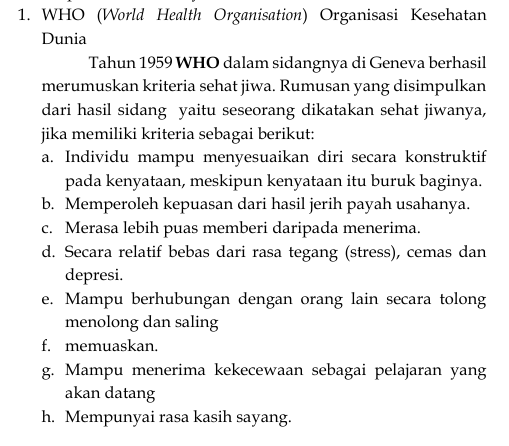 1. WHO (World Health Organisation) Organisasi Kesehatan
Dunia
Tahun 1959 WHO dalam sidangnya di Geneva berhasil
merumuskan kriteria sehat jiwa. Rumusan yang disimpulkan
dari hasil sidang yaitu seseorang dikatakan sehat jiwanya,
jika memiliki kriteria sebagai berikut:
a. Individu mampu menyesuaikan diri secara konstruktif
pada kenyataan, meskipun kenyataan itu buruk baginya.
b. Memperoleh kepuasan dari hasil jerih payah usahanya.
c. Merasa lebih puas memberi daripada menerima.
d. Secara relatif bebas dari rasa tegang (stress), cemas dan
depresi.
e. Mampu berhubungan dengan orang lain secara tolong
menolong dan saling
f. memuaskan.
g. Mampu menerima kekecewaan sebagai pelajaran yang
akan datang
h. Mempunyai rasa kasih sayang.